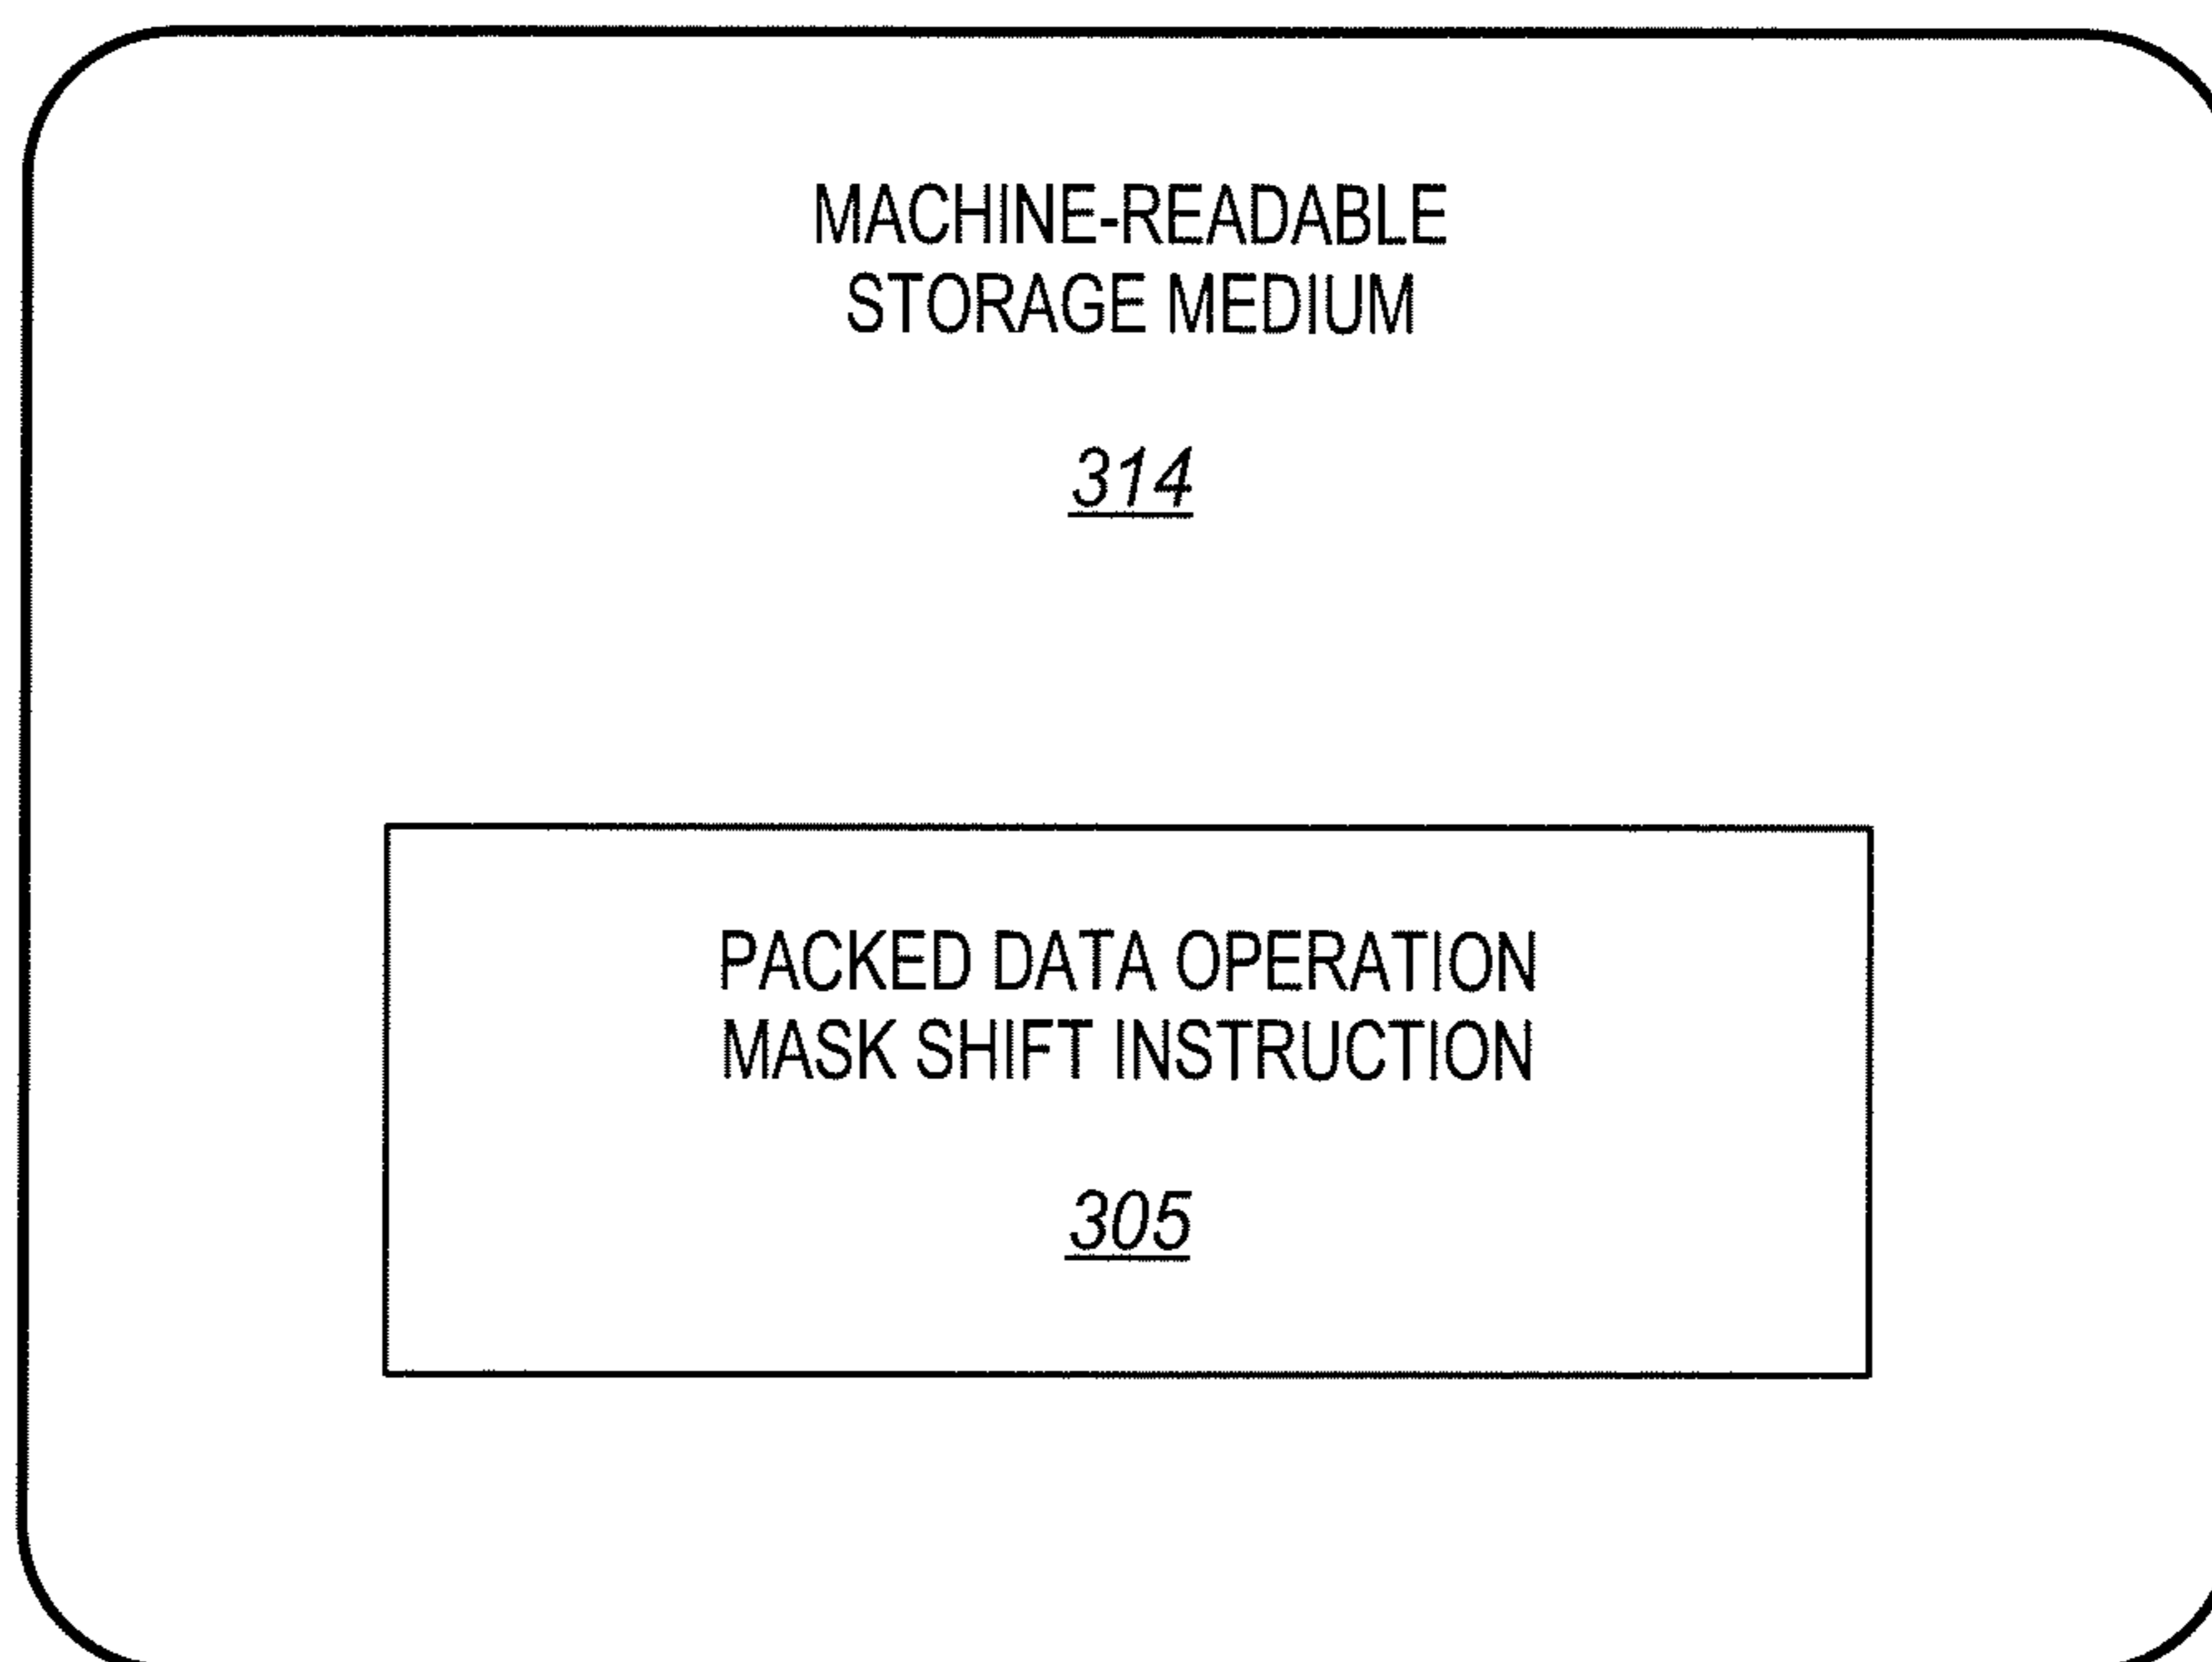 MACHINE-READABLE
STORAGE MEDIUM
314
PACKED DATA OPERATION
MASK SHIFT INSTRUCTION
305